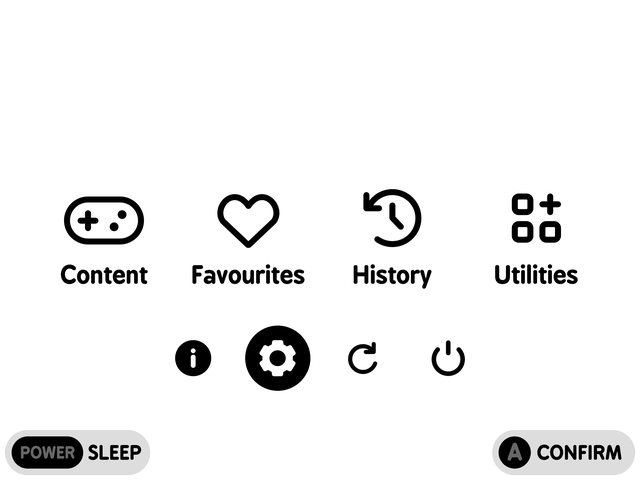 Content
Favourites
History
Utilities
POWER SLEEP
A CONFIRM